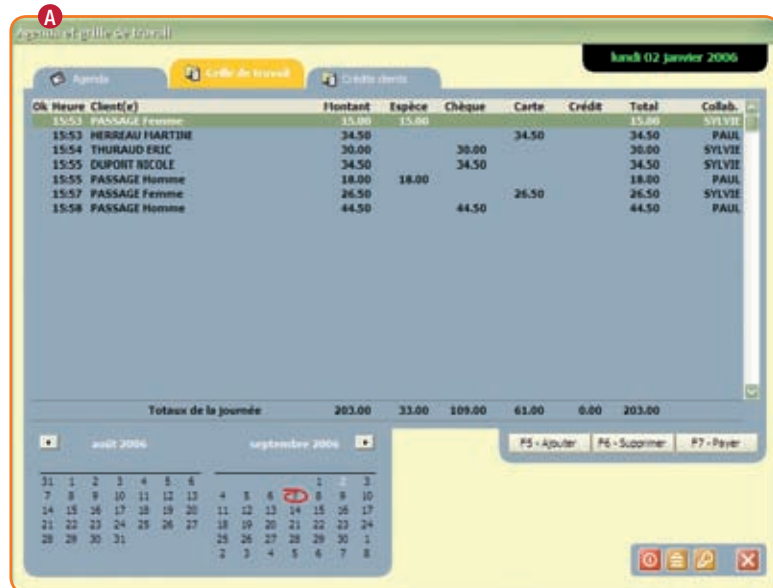 A
Agenda et grille de travail
lundi 02 janvier 2006
Agenda
Grille de travail
Crédits clients
Ok Heure Client(e) Montant Espèce Chèque Carte Crédit Total Collab.
15:53 PASSAGE Femme 15.00 15.00 15.00 SYLVIE
15:53 HERREAU MARTINE 34.50 34.50 34.50 PAUL
15:54 THURAUD ERIC 30.00 30.00 30.00 SYLVIE
15:55 DUPONT NICOLE 34.50 34.50 34.50 SYLVIE
15:55 PASSAGE Homme 18.00 18.00 18.00 PAUL
15:57 PASSAGE Femme 26.50 26.50 26.50 SYLVIE
15:58 PASSAGE Homme 44.50 44.50 44.50 PAUL
Totaux de la journée 203.00 33.00 109.00 61.00 0.00 203.00
août 2006 septembre 2006
F5 - Ajouter F6 - Supprimer F7 - Payer
31 1 2 3 4 5 6 1 2 3
7 8 9 10 11 12 13 4 5 6 7 8 9 10
14 15 16 17 18 19 20 11 12 13 14 15 16 17
21 22 23 24 25 26 27 18 19 20 21 22 23 24
28 29 30 31 25 26 27 28 29 30 1
2 3 4 5 6 7 8